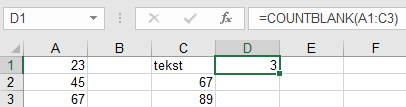 D1 fx =COUNTBLANK(A1:C3)
A B C D E F
1 23 tekst 3
2 45 67
3 67 89